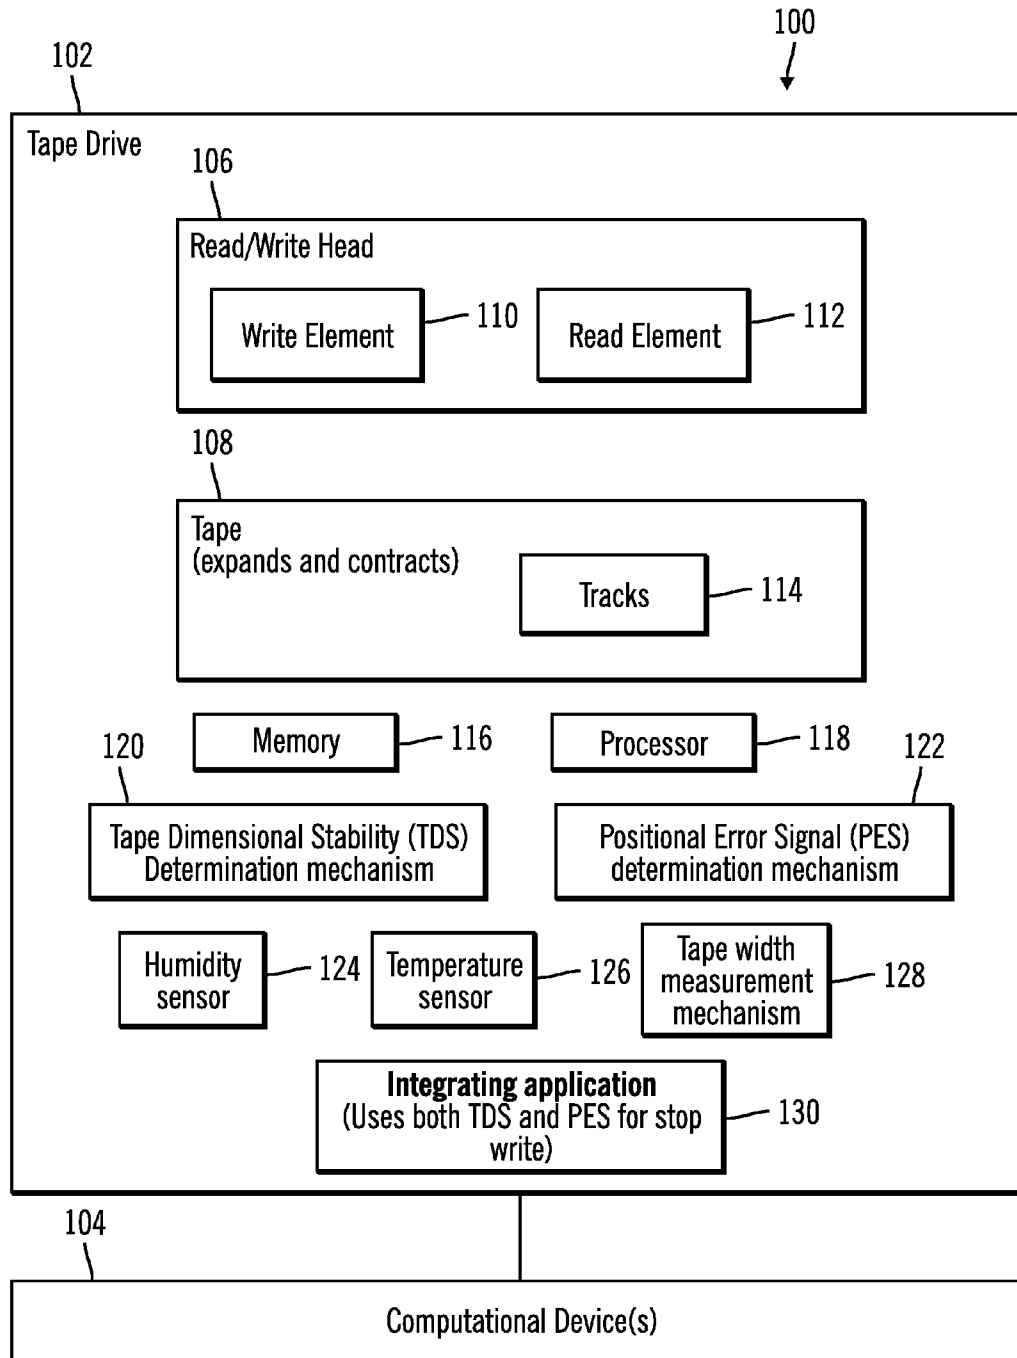 100
102
Tape Drive
106
Read/Write Head
Write Element
110
Read Element
112
108
Tape
(expands and contracts)
Tracks
114
Memory
116
Processor
118
120
122
Tape Dimensional Stability (TDS)
Determination mechanism
Positional Error Signal (PES)
determination mechanism
Humidity
sensor
124
Temperature
sensor
126
Tape width
measurement
mechanism
128
Integrating application
(Uses both TDS and PES for stop
write)
130
104
Computational Device(s)